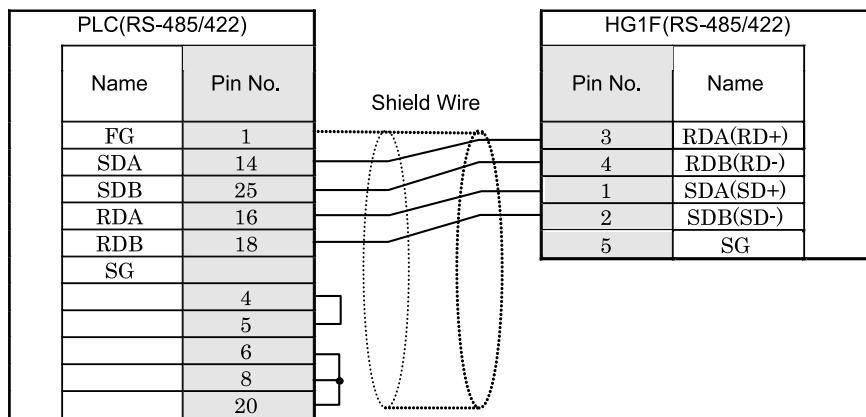 PLC(RS-485/422)
Name Pin No.
FG 1
SDA 14
SDB 25
RDA 16
RDB 18
SG
4
5
6
8
20
Shield Wire
HG1F(RS-485/422)
Pin No. Name
3 RDA(RD+)
4 RDB(RD-)
1 SDA(SD+)
2 SDB(SD-)
5 SG